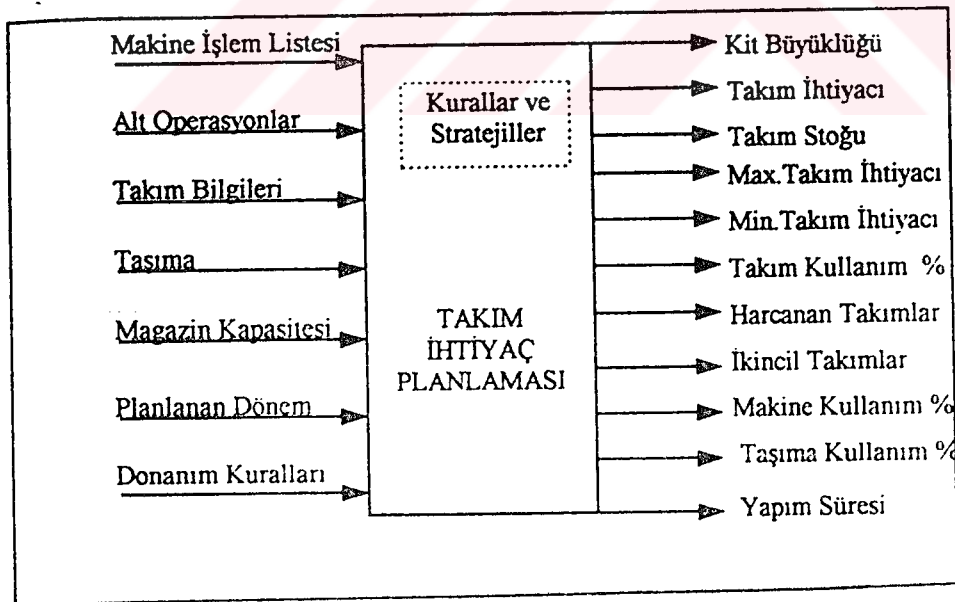 Makine İşlem Listesi
Alt Operasyonlar
Takım Bilgileri
Taşıma
Magazin Kapasitesi
Planlanan Dönem
Donanım Kuralları
Kurallar ve
Stratejiller
TAKIM
İHTİYAÇ
PLANLAMASI
Kit Büyüklüğü
Takım İhtiyacı
Takım Stoğu
Max.Takım İhtiyacı
Min.Takım İhtiyacı
Takım Kullanım %
Harcanan Takımlar
İkincil Takımlar
Makine Kullanım %
Taşıma Kullanım %
Yapım Süresi